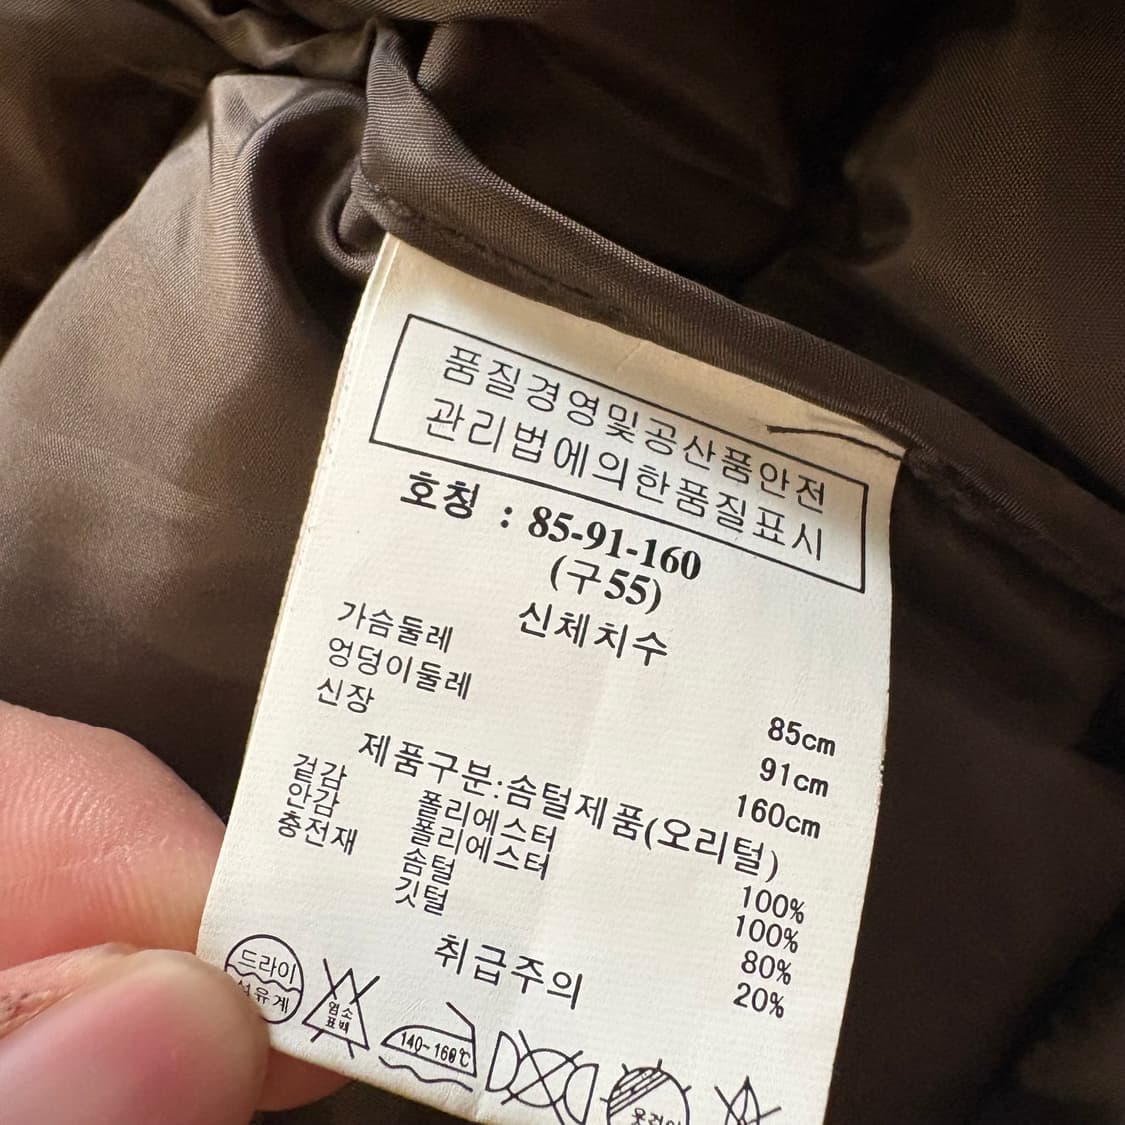 품질경영및공산품안전
관리법에의한품질표시
호칭 : 85-91-160
(구55)
신체치수
가슴둘레 85cm
엉덩이둘레 91cm
신장 160cm
제품구분:솜털제품(오리털)
겉감 폴리에스터 100%
안감 폴리에스터 100%
충전재 솜털 80%
깃털 20%
취급주의
드라이
석유계
염소
표백
140~160℃
옷걸이